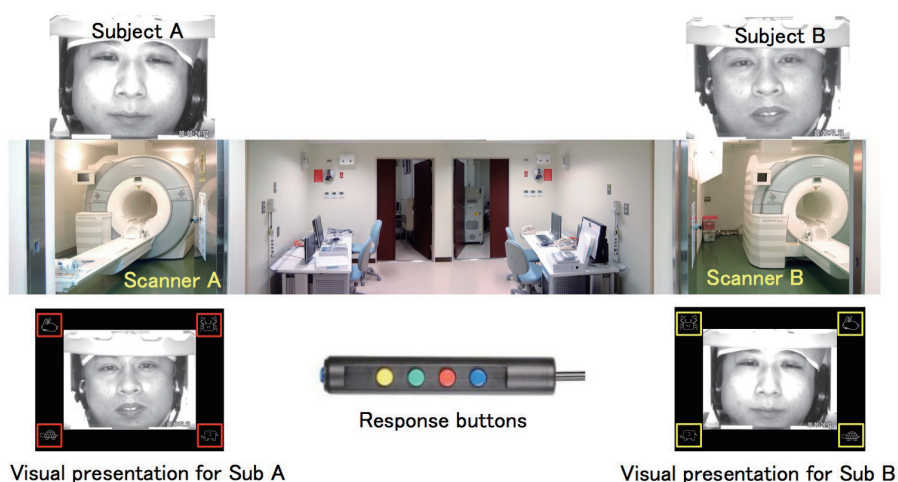 Subject A
Subject B
Scanner A
Scanner B
Response buttons
Visual presentation for Sub A
Visual presentation for Sub B